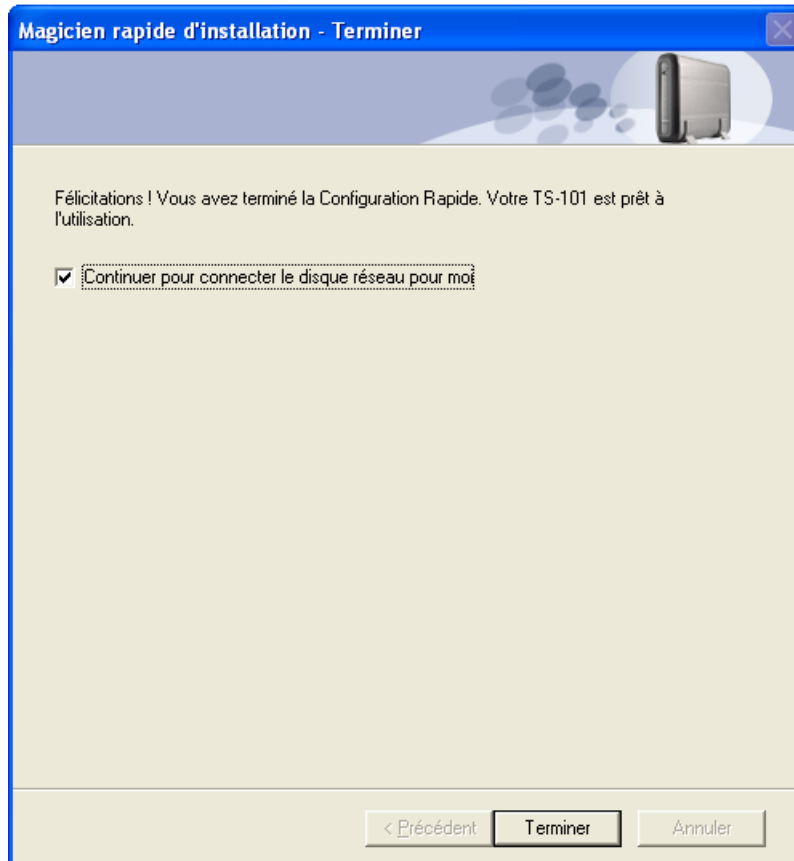 Magicien rapide d'installation - Terminer
Félicitations ! Vous avez terminé la Configuration Rapide. Votre TS-101 est prêt à
l'utilisation.
Continuer pour connecter le disque réseau pour moi
< Précédent
Terminer
Annuler